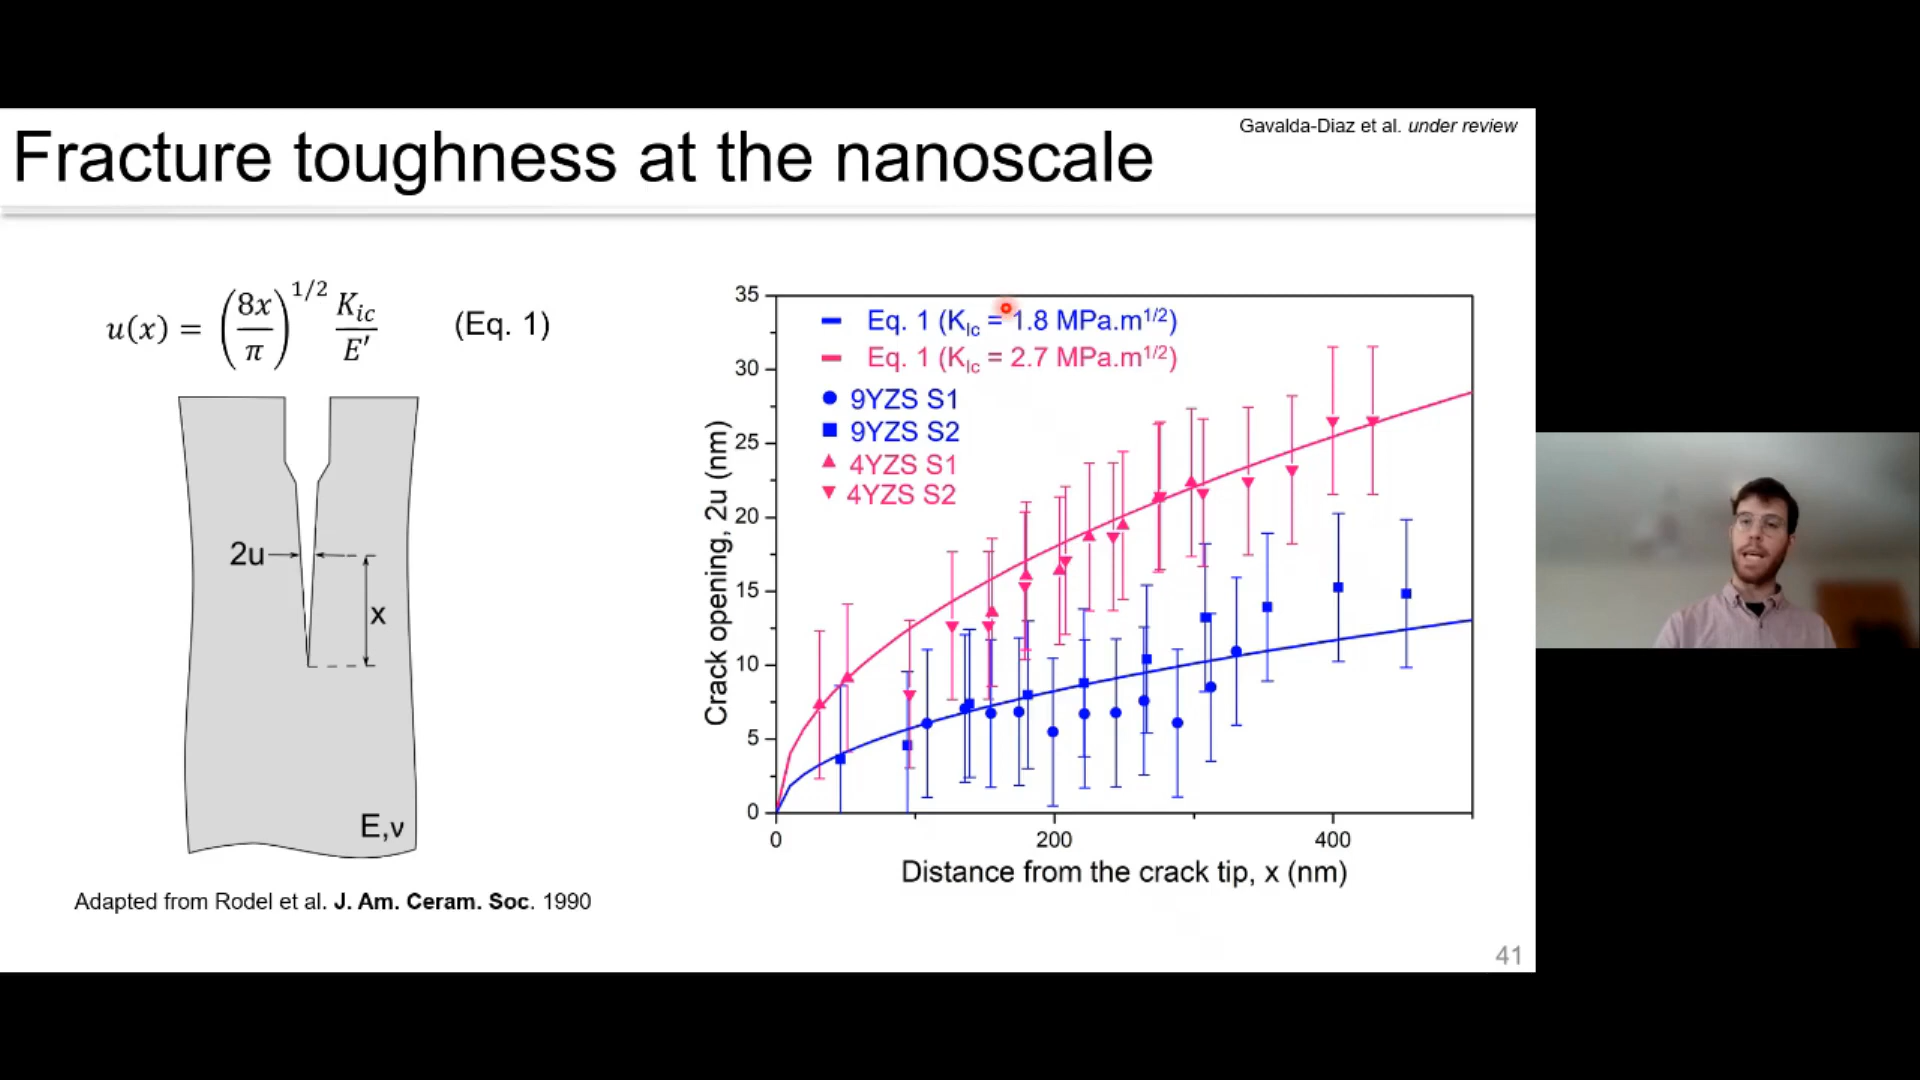 Gavalda-Diaz et al. under review
Fracture toughness at the nanoscale
u(x) = (8x/π)^1/2 K_ic/E′ (Eq. 1)
2u
x
E,ν
Adapted from Rodel et al. J. Am. Ceram. Soc. 1990
35
30
25
20
15
10
5
0
Crack opening, 2u (nm)
Eq. 1 (K_Ic = 1.8 MPa.m^1/2)
Eq. 1 (K_Ic = 2.7 MPa.m^1/2)
9YZS S1
9YZS S2
4YZS S1
4YZS S2
0 200 400
Distance from the crack tip, x (nm)
41